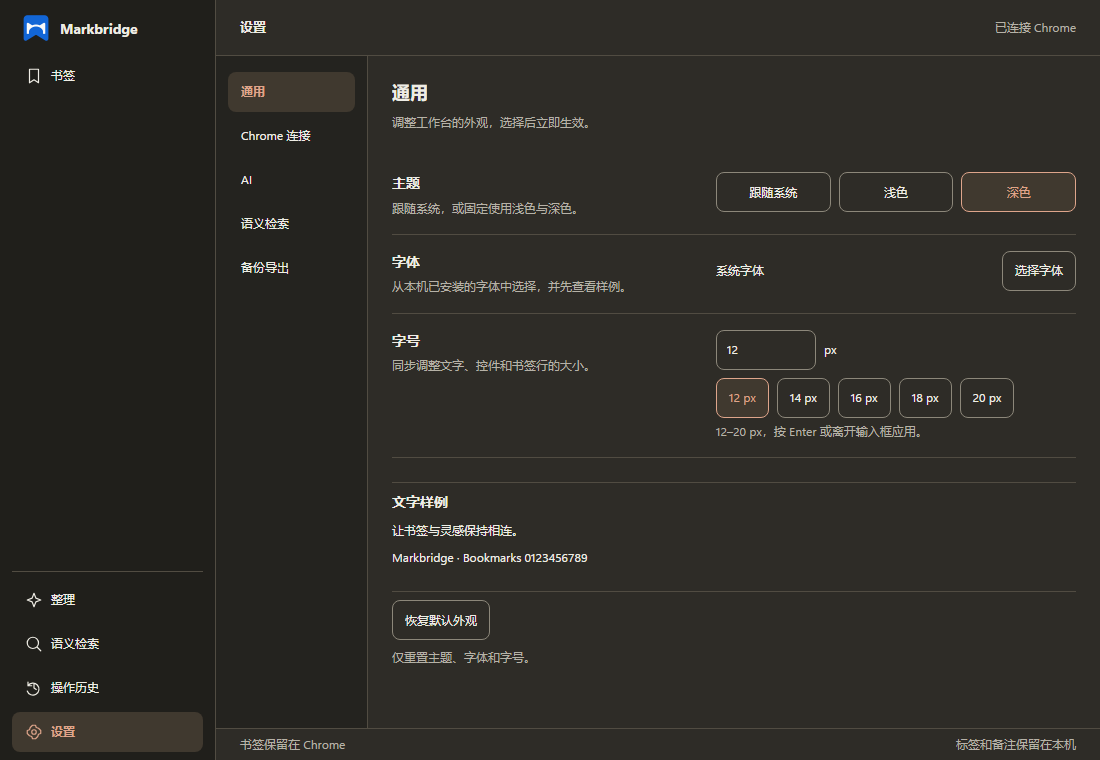 Markbridge
书签
整理
语义检索
操作历史
设置
设置
已连接 Chrome
通用
Chrome 连接
AI
语义检索
备份导出
通用
调整工作台的外观，选择后立即生效。
主题
跟随系统，或固定使用浅色与深色。
跟随系统
浅色
深色
字体
从本机已安装的字体中选择，并先查看样例。
系统字体
选择字体
字号
同步调整文字、控件和书签行的大小。
12 px
12 px 14 px 16 px 18 px 20 px
12–20 px，按 Enter 或离开输入框应用。
文字样例
让书签与灵感保持相连。
Markbridge · Bookmarks 0123456789
恢复默认外观
仅重置主题、字体和字号。
书签保留在 Chrome
标签和备注保留在本机